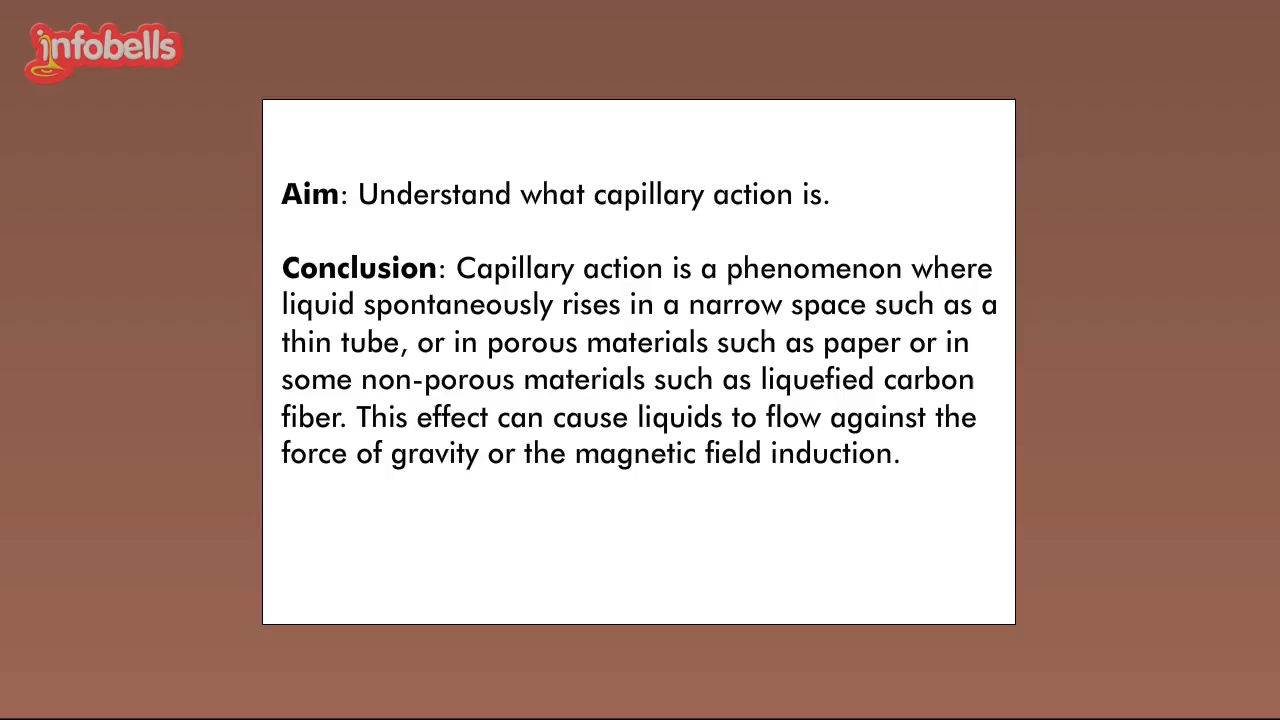 infobells
Aim: Understand what capillary action is.
Conclusion: Capillary action is a phenomenon where
liquid spontaneously rises in a narrow space such as a
thin tube, or in porous materials such as paper or in
some non-porous materials such as liquefied carbon
fiber. This effect can cause liquids to flow against the
force of gravity or the magnetic field induction.